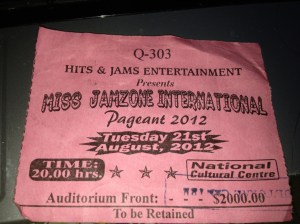 Q-303
HITS & JAMS ENTERTAINMENT
Presents
MISS JAMZONE INTERNATIONAL
Pageant 2012
Tuesday 21st
August, 2012
TIME:
20.00 hrs.
National
Cultural Centre
Auditorium Front: $2000.00
To be Retained